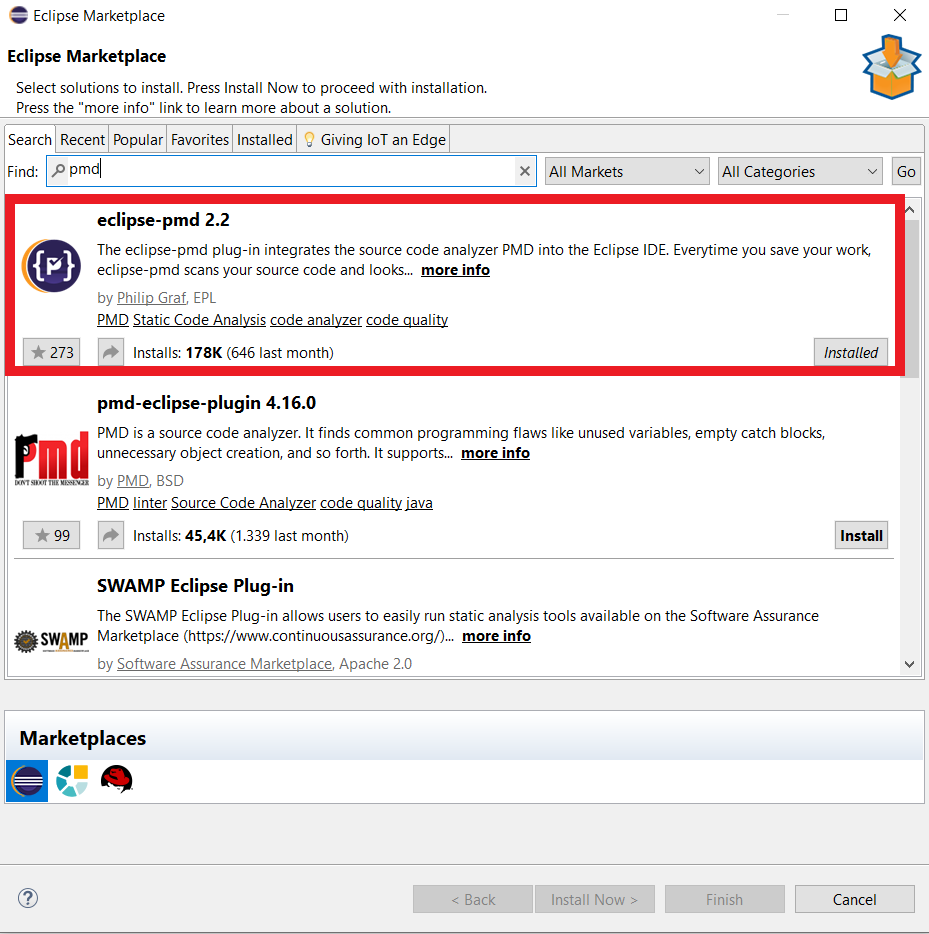 Eclipse Marketplace
Eclipse Marketplace
Select solutions to install. Press Install Now to proceed with installation.
Press the "more info" link to learn more about a solution.
Search Recent Popular Favorites Installed Giving IoT an Edge
Find: pmd All Markets All Categories Go
eclipse-pmd 2.2
The eclipse-pmd plug-in integrates the source code analyzer PMD into the Eclipse IDE. Everytime you save your work,
eclipse-pmd scans your source code and looks... more info
by Philip Graf, EPL
PMD Static Code Analysis code analyzer code quality
273 Installs: 178K (646 last month) Installed
pmd-eclipse-plugin 4.16.0
PMD is a source code analyzer. It finds common programming flaws like unused variables, empty catch blocks,
unnecessary object creation, and so forth. It supports... more info
Pmd
DON'T SHOOT THE MESSENGER
by PMD, BSD
PMD linter Source Code Analyzer code quality java
99 Installs: 45,4K (1.339 last month) Install
SWAMP Eclipse Plug-in
The SWAMP Eclipse Plug-in allows users to easily run static analysis tools available on the Software Assurance
Marketplace (https://www.continuousassurance.org/)... more info
SWAMP
by Software Assurance Marketplace, Apache 2.0
Marketplaces
? < Back Install Now > Finish Cancel